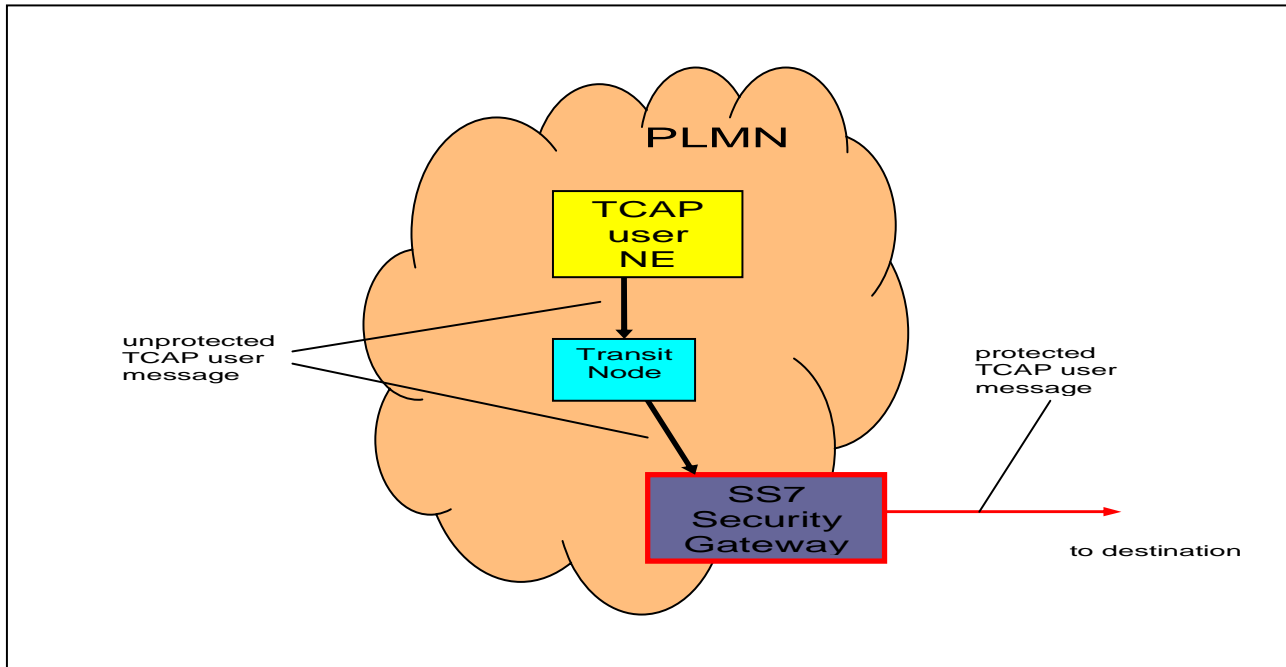 PLMN
TCAP
user
NE
unprotected
TCAP user
message
Transit
Node
protected
TCAP user
message
SS7
Security
Gateway
to destination